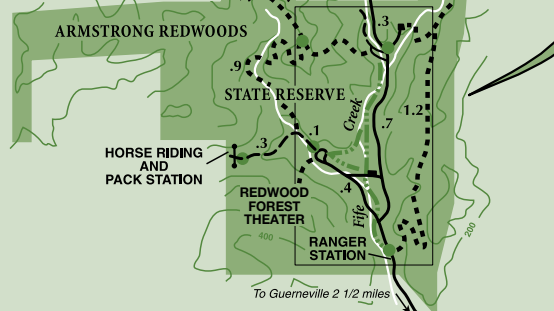 .3
ARMSTRONG REDWOODS
.9
STATE RESERVE
Creek
1.2
.7
.3
.1
HORSE RIDING
AND
PACK STATION
REDWOOD
FOREST
THEATER
.4
Fife
400
RANGER
STATION
200
To Guerneville 2 1/2 miles